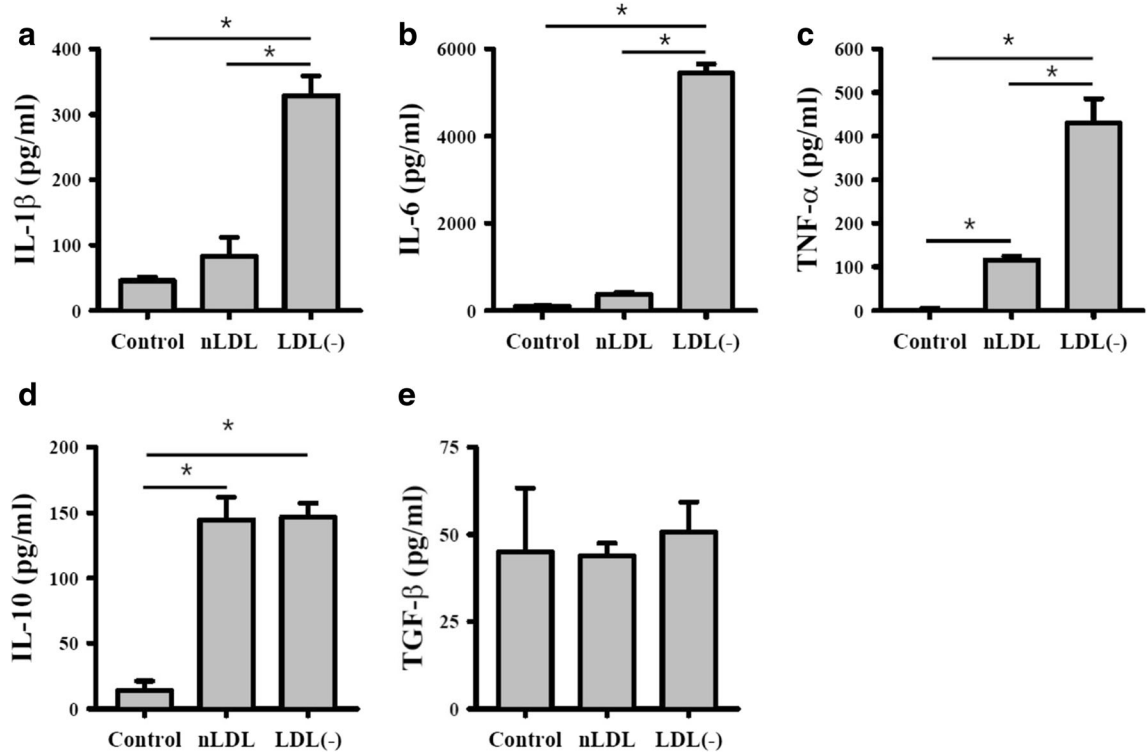 a
*
*
400
300
200
100
0
IL-1β (pg/ml)
Control nLDL LDL(-)
b
*
*
6000
4000
2000
0
IL-6 (pg/ml)
Control nLDL LDL(-)
c
*
*
*
600
500
400
300
200
100
0
TNF-α (pg/ml)
Control nLDL LDL(-)
d
*
*
200
150
100
50
0
IL-10 (pg/ml)
Control nLDL LDL(-)
e
75
50
25
0
TGF-β (pg/ml)
Control nLDL LDL(-)